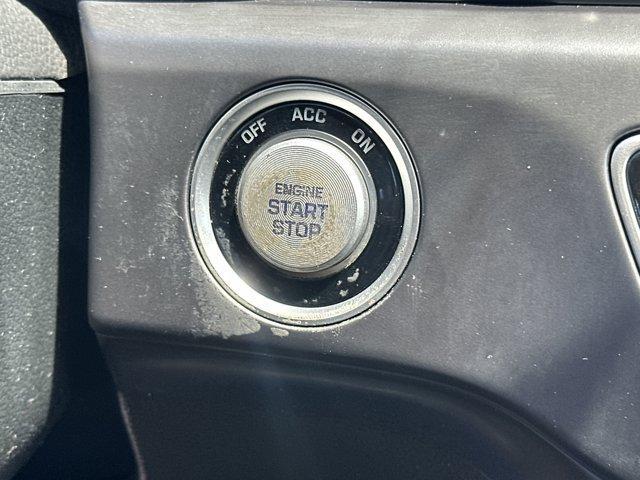 OFF ACC ON
ENGINE
START
STOP